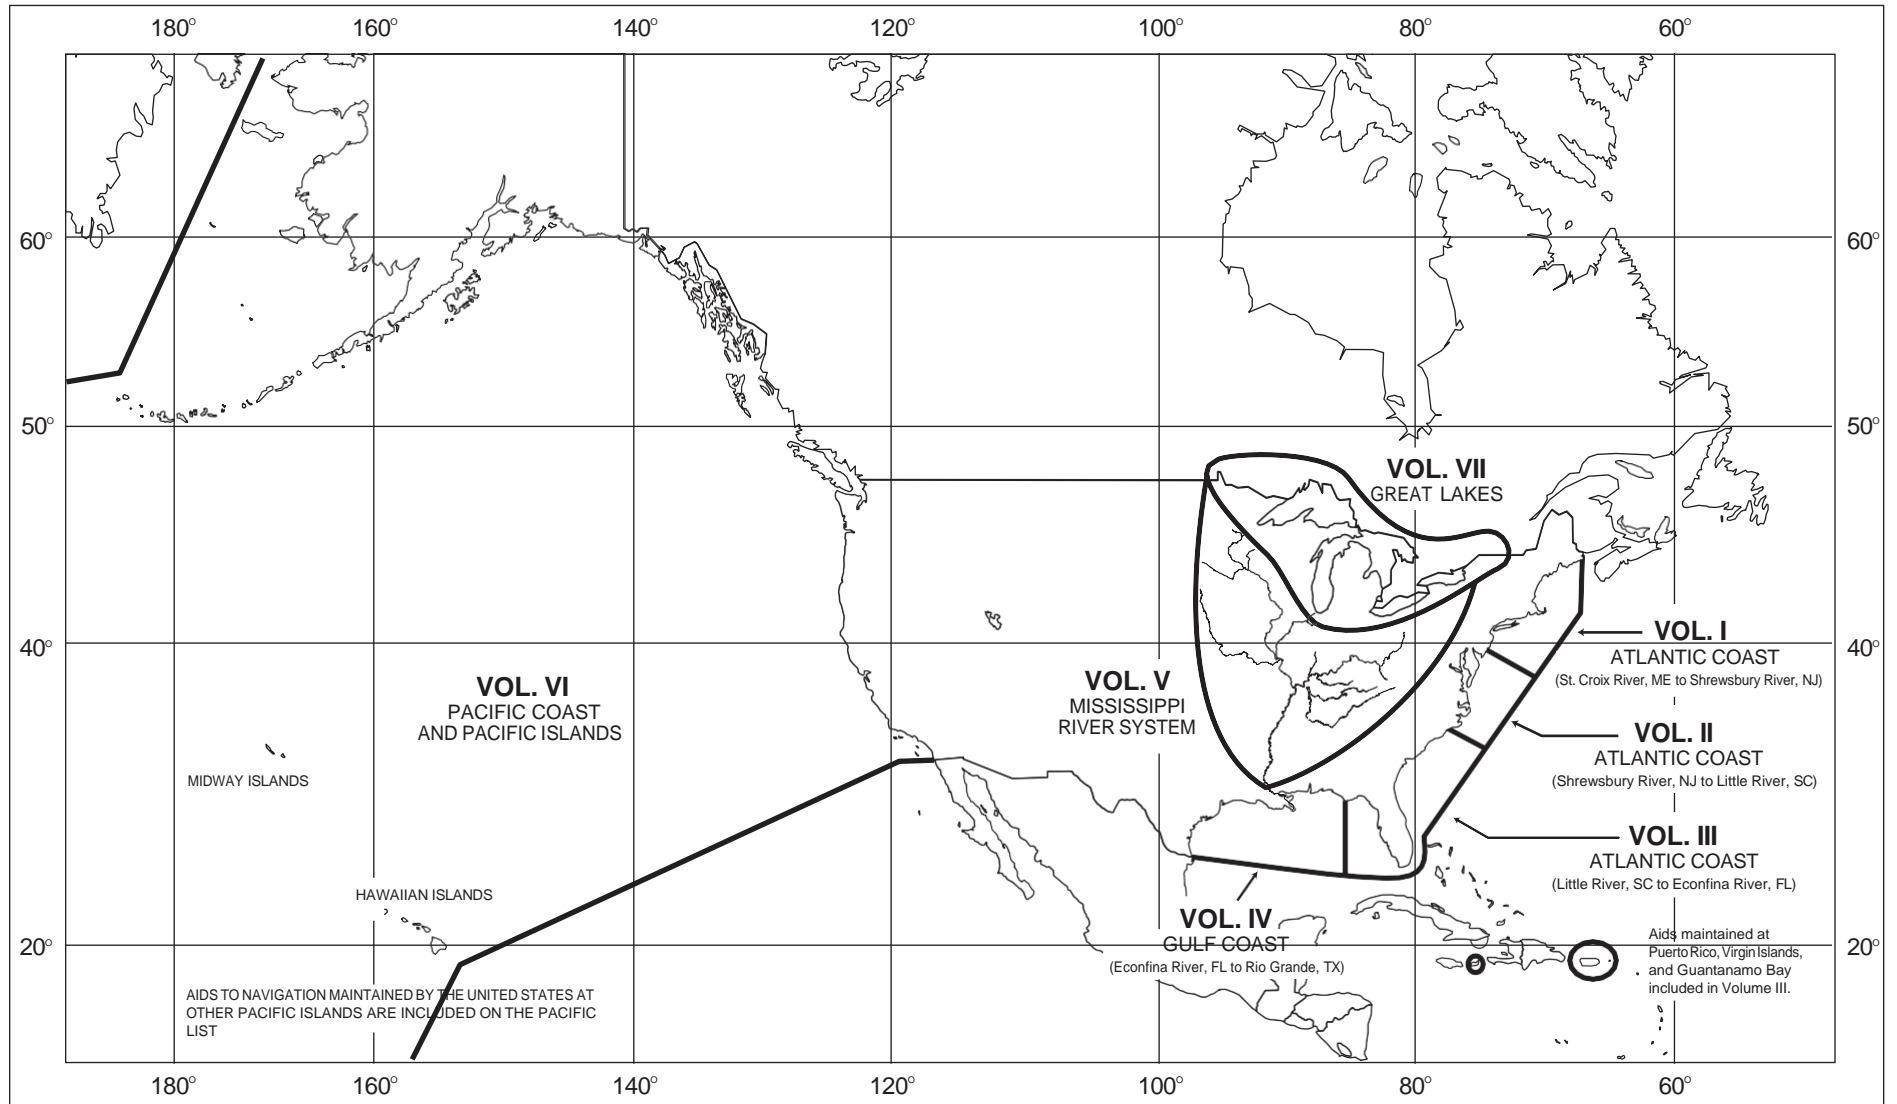 180°
160°
140°
120°
100°
80°
60°
60°
60°
50°
50°
40°
40°
20°
20°
VOL. VII
GREAT LAKES
VOL. I
ATLANTIC COAST
(St. Croix River, ME to Shrewsbury River, NJ)
VOL. VI
PACIFIC COAST
AND PACIFIC ISLANDS
VOL. V
MISSISSIPPI
RIVER SYSTEM
VOL. II
ATLANTIC COAST
(Shrewsbury River, NJ to Little River, SC)
MIDWAY ISLANDS
VOL. III
ATLANTIC COAST
(Little River, SC to Econfina River, FL)
HAWAIIAN ISLANDS
VOL. IV
GULF COAST
(Econfina River, FL to Rio Grande, TX)
Aids maintained at
Puerto Rico, Virgin Islands,
and Guantanamo Bay
included in Volume III.
AIDS TO NAVIGATION MAINTAINED BY THE UNITED STATES AT
OTHER PACIFIC ISLANDS ARE INCLUDED ON THE PACIFIC
LIST
180°
160°
140°
120°
100°
80°
60°